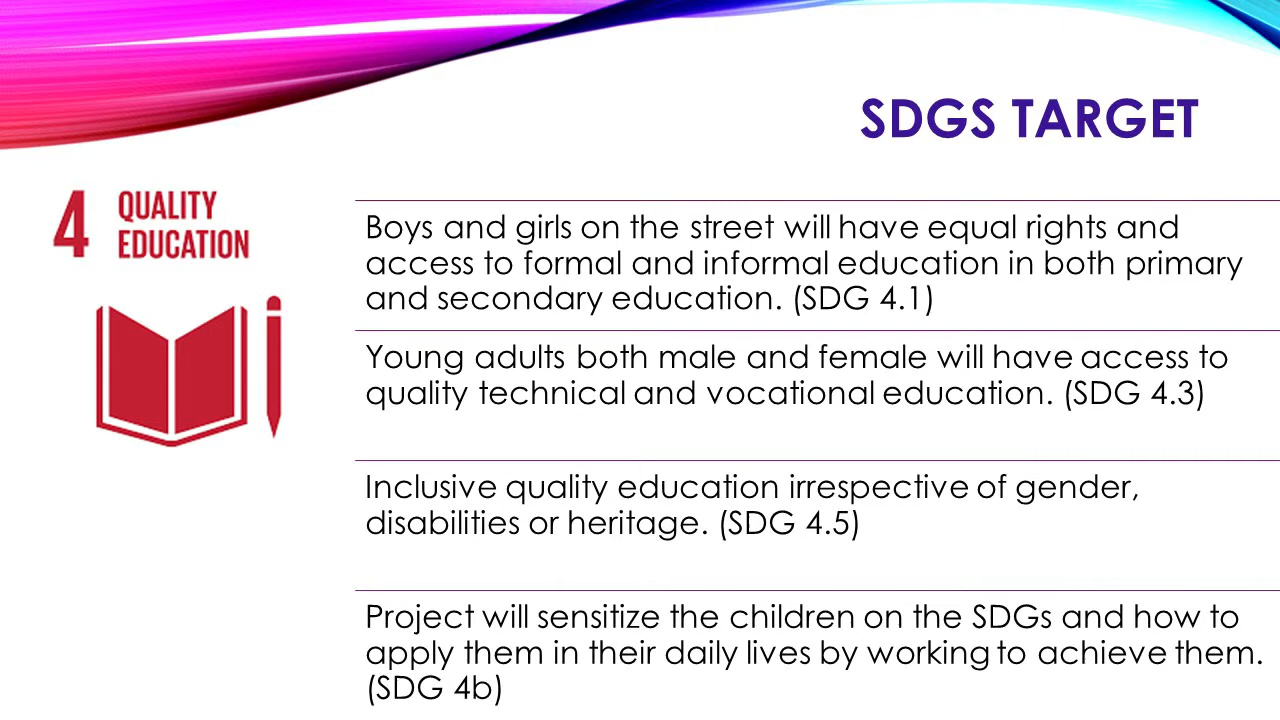 SDGS TARGET
4 QUALITY
EDUCATION
Boys and girls on the street will have equal rights and
access to formal and informal education in both primary
and secondary education. (SDG 4.1)
Young adults both male and female will have access to
quality technical and vocational education. (SDG 4.3)
Inclusive quality education irrespective of gender,
disabilities or heritage. (SDG 4.5)
Project will sensitize the children on the SDGs and how to
apply them in their daily lives by working to achieve them.
(SDG 4b)